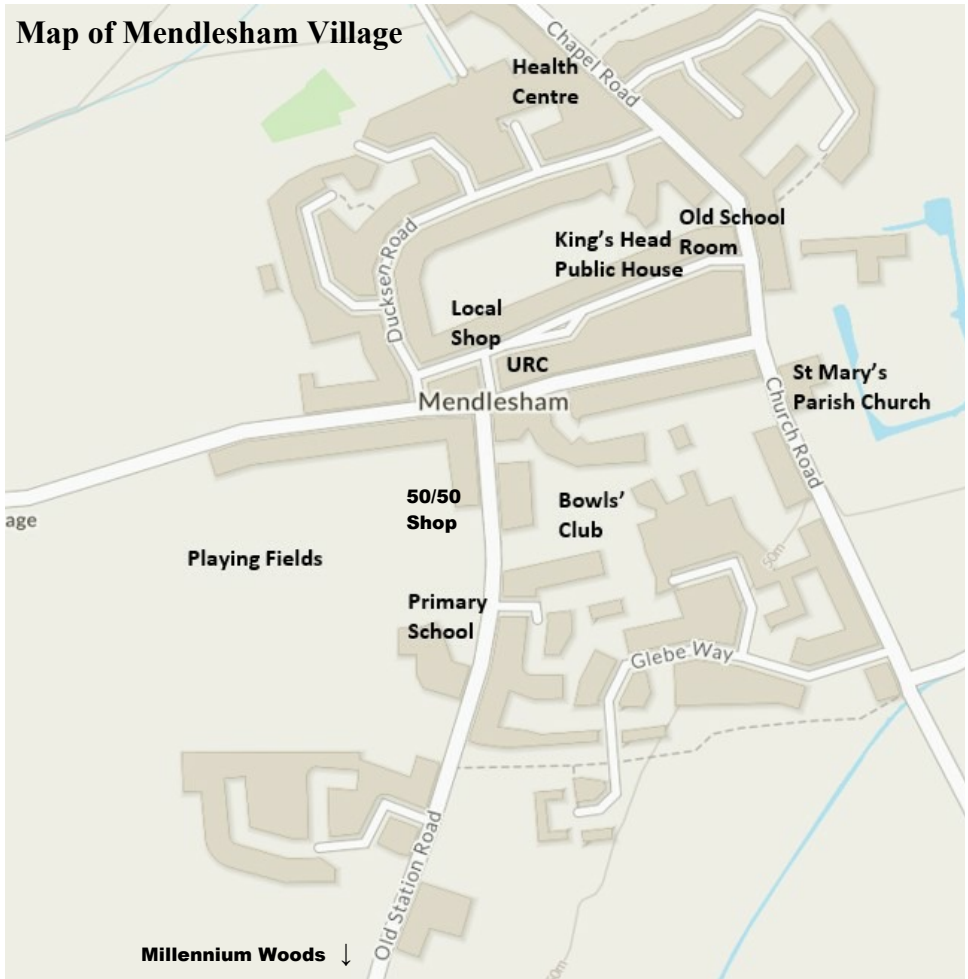 Map of Mendlesham Village
Chapel Road
Health
Centre
Old School
Room
King's Head
Public House
Ducksen Road
Local
Shop
URC
St Mary's
Parish Church
Mendlesham
Church Road
50/50
Shop
Bowls'
Club
age
50m
Playing Fields
Primary
School
Glebe Way
Old Station Road
Millennium Woods ↓
50m